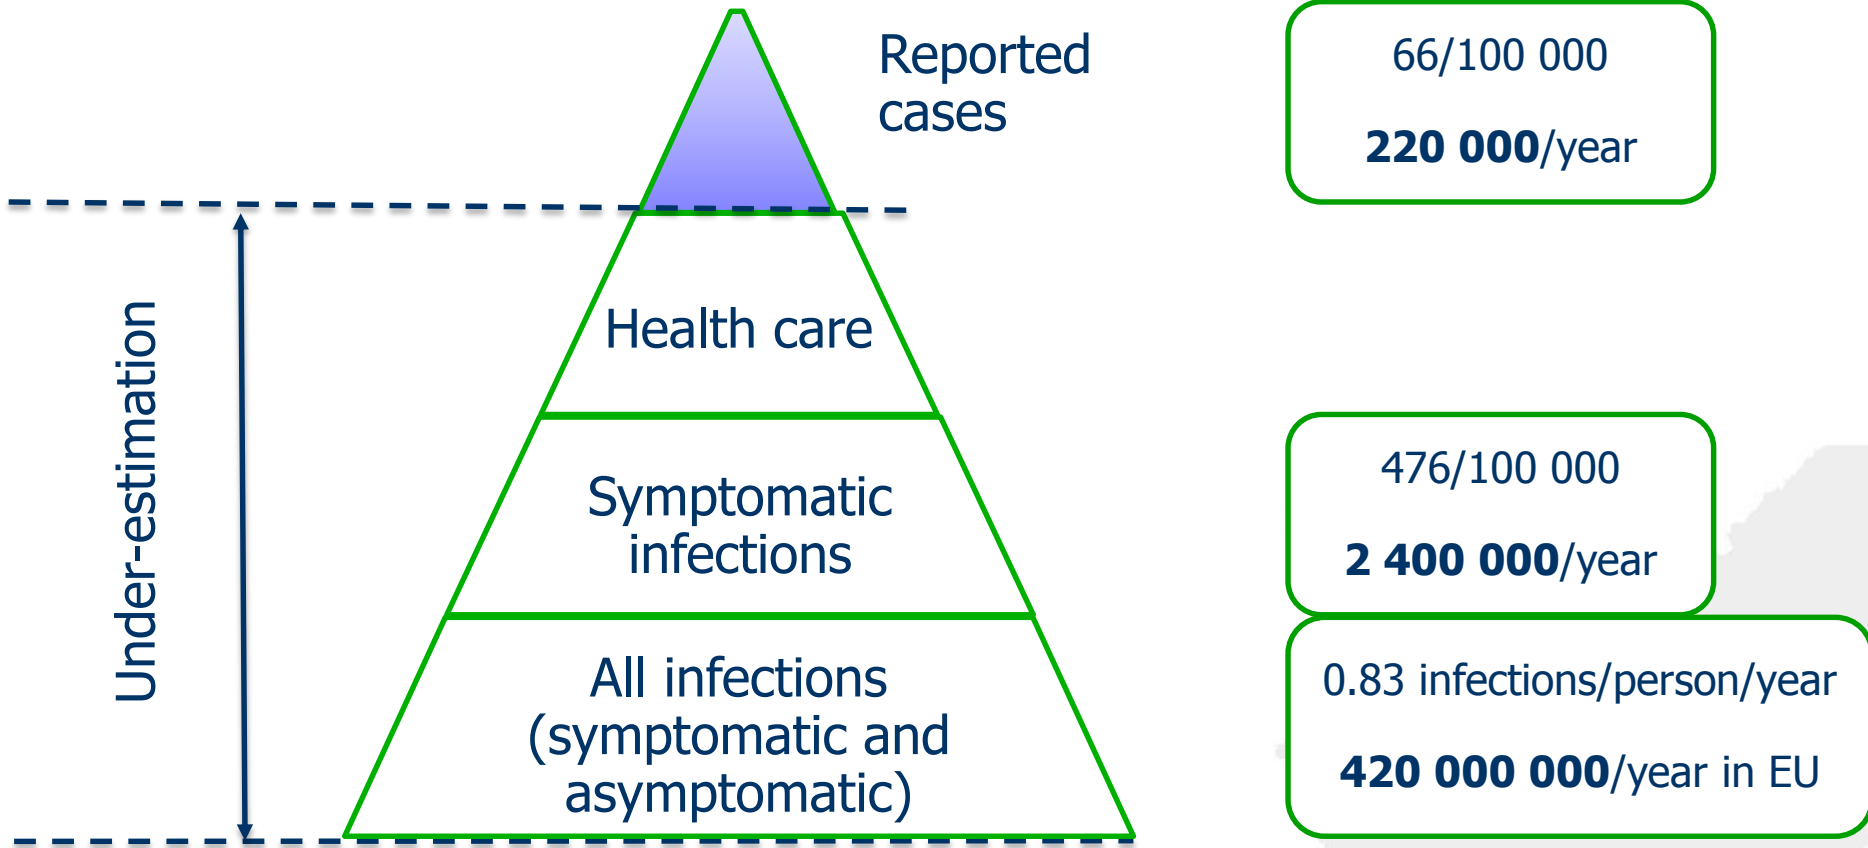 Reported
cases
66/100 000
220 000/year
Under-estimation
Health care
Symptomatic
infections
476/100 000
2 400 000/year
All infections
(symptomatic and
asymptomatic)
0.83 infections/person/year
420 000 000/year in EU